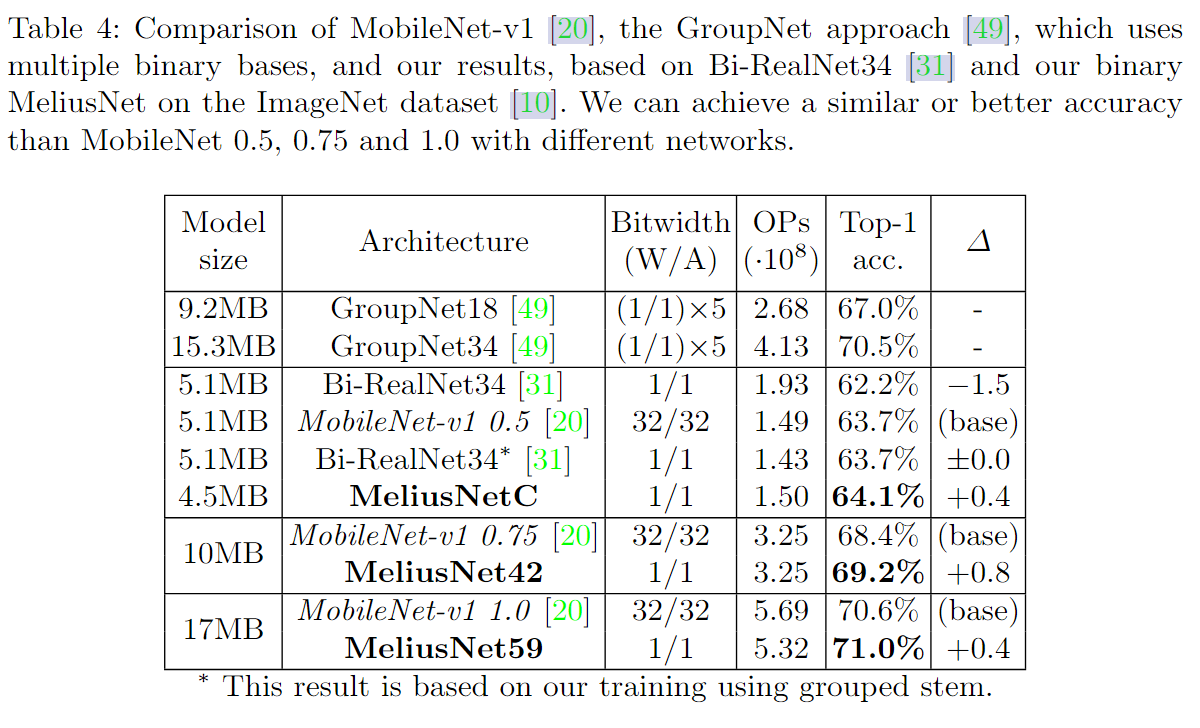 Table 4: Comparison of MobileNet-v1 [20], the GroupNet approach [49], which uses
multiple binary bases, and our results, based on Bi-RealNet34 [31] and our binary
MeliusNet on the ImageNet dataset [10]. We can achieve a similar or better accuracy
than MobileNet 0.5, 0.75 and 1.0 with different networks.
Model size Architecture Bitwidth (W/A) OPs (·10⁸) Top-1 acc. Δ
9.2MB GroupNet18 [49] (1/1)×5 2.68 67.0% -
15.3MB GroupNet34 [49] (1/1)×5 4.13 70.5% -
5.1MB Bi-RealNet34 [31] 1/1 1.93 62.2% −1.5
5.1MB MobileNet-v1 0.5 [20] 32/32 1.49 63.7% (base)
5.1MB Bi-RealNet34* [31] 1/1 1.43 63.7% ±0.0
4.5MB MeliusNetC 1/1 1.50 64.1% +0.4
10MB MobileNet-v1 0.75 [20] 32/32 3.25 68.4% (base)
MeliusNet42 1/1 3.25 69.2% +0.8
17MB MobileNet-v1 1.0 [20] 32/32 5.69 70.6% (base)
MeliusNet59 1/1 5.32 71.0% +0.4
* This result is based on our training using grouped stem.